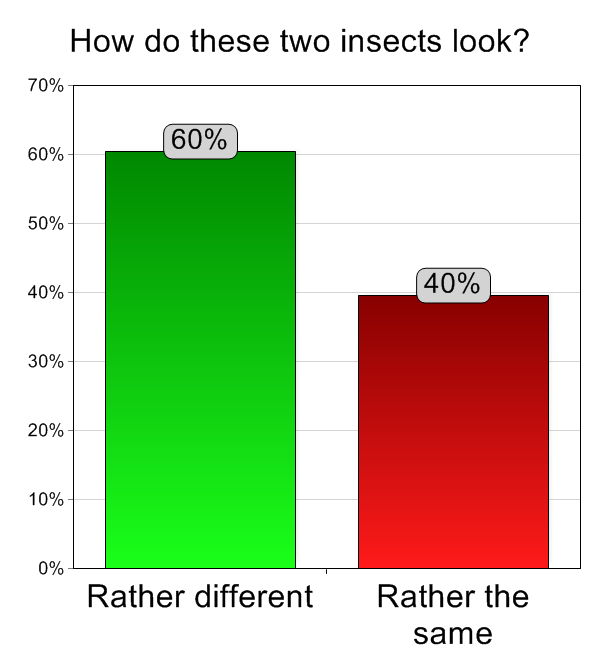 How do these two insects look?
70%
60%
60%
50%
40%
40%
30%
20%
10%
0%
Rather different
Rather the
same